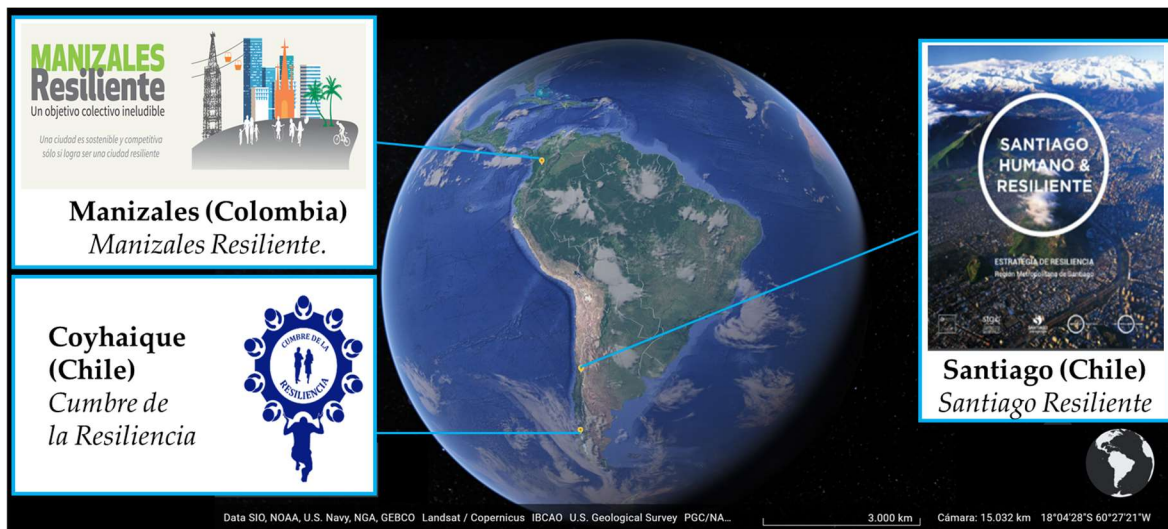 MANIZALES
Resiliente
Un objetivo colectivo ineludible
Una ciudad es sostenible y competitiva
sólo si logra ser una ciudad resiliente
Manizales (Colombia)
Manizales Resiliente.
Coyhaique
(Chile)
Cumbre de
la Resiliencia
CUMBRE DE LA
RESILIENCIA
SANTIAGO
HUMANO &
RESILIENTE
ESTRATEGIA DE RESILIENCIA
Región Metropolitana de Santiago
Santiago (Chile)
Santiago Resiliente
Data SIO, NOAA, U.S. Navy, NGA, GEBCO Landsat / Copernicus IBCAO U.S. Geological Survey PGC/NA...
3.000 km
Cámara: 15.032 km 18°04'28"S 60°27'21"W